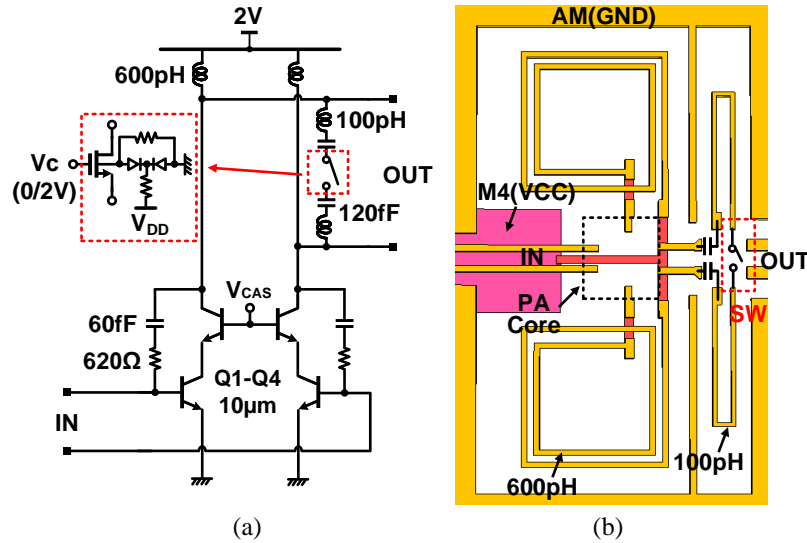 2V
600pH
100pH
Vc
(0/2V)
VDD
OUT
120fF
VCAS
60fF
620Ω
Q1-Q4
10μm
IN
(a)
AM(GND)
M4(VCC)
IN
OUT
PA
Core
SW
600pH
100pH
(b)